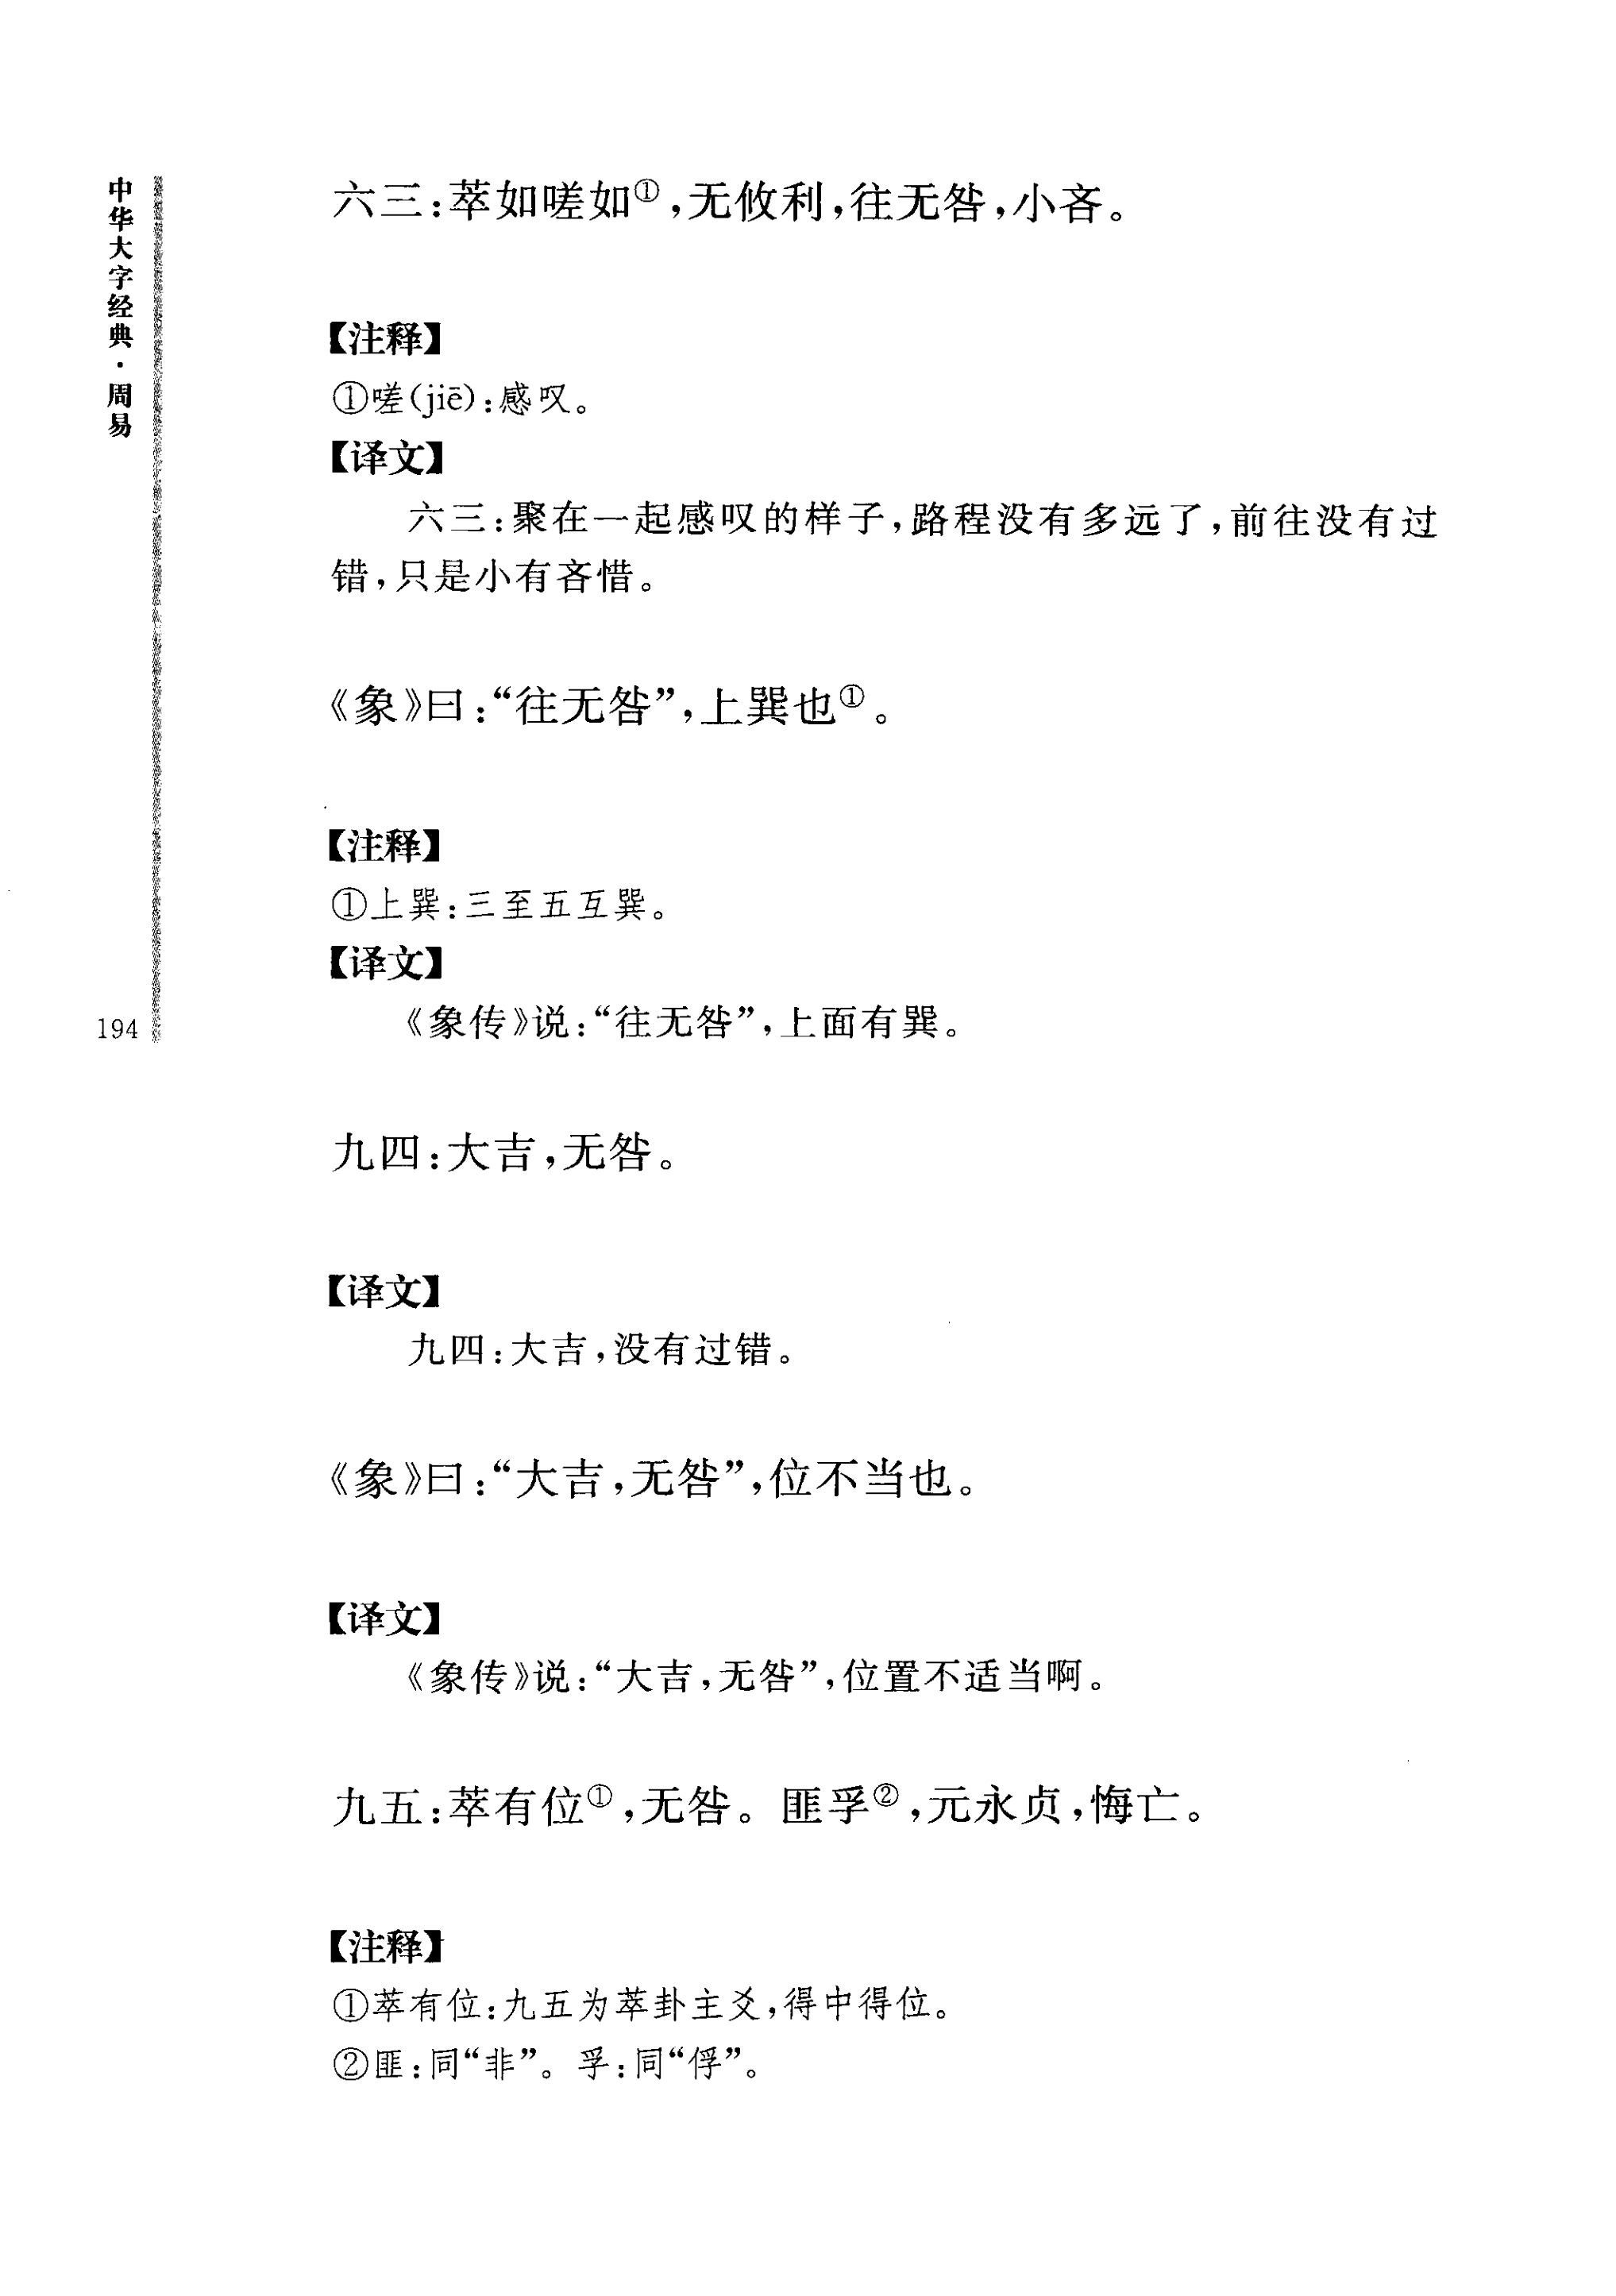 中华大字经典·周易
194
六三：萃如嗟如①，无攸利，往无咎，小吝。
【注释】
①嗟(jiē)：感叹。
【译文】
六三：聚在一起感叹的样子，路程没有多远了，前往没有过
错，只是小有吝惜。
《象》曰：“往无咎”，上巽也①。
【注释】
①上巽：三至五互巽。
【译文】
《象传》说：“往无咎”，上面有巽。
九四：大吉，无咎。
【译文】
九四：大吉，没有过错。
《象》曰：“大吉，无咎”，位不当也。
【译文】
《象传》说：“大吉，无咎”，位置不适当啊。
九五：萃有位①，无咎。匪孚②，元永贞，悔亡。
【注释】
①萃有位：九五为萃卦主爻，得中得位。
②匪：同“非”。孚：同“俘”。